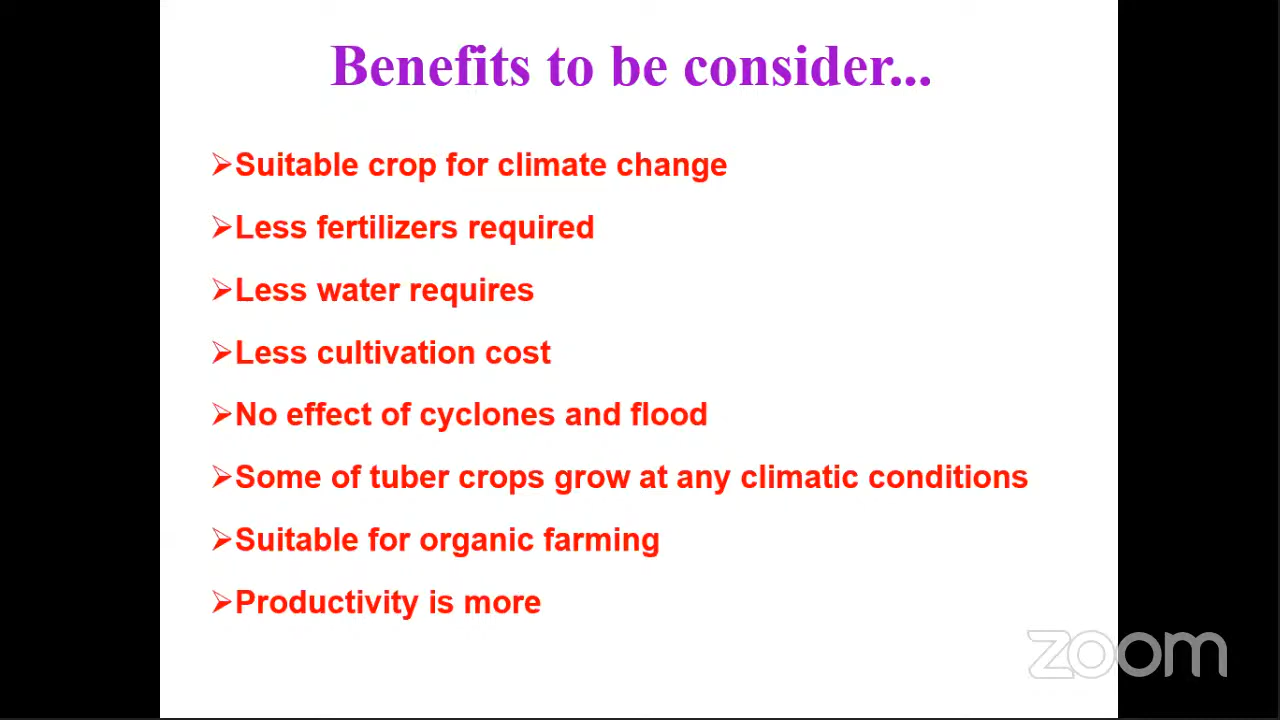 Benefits to be consider...
➢Suitable crop for climate change
➢Less fertilizers required
➢Less water requires
➢Less cultivation cost
➢No effect of cyclones and flood
➢Some of tuber crops grow at any climatic conditions
➢Suitable for organic farming
➢Productivity is more
zoom